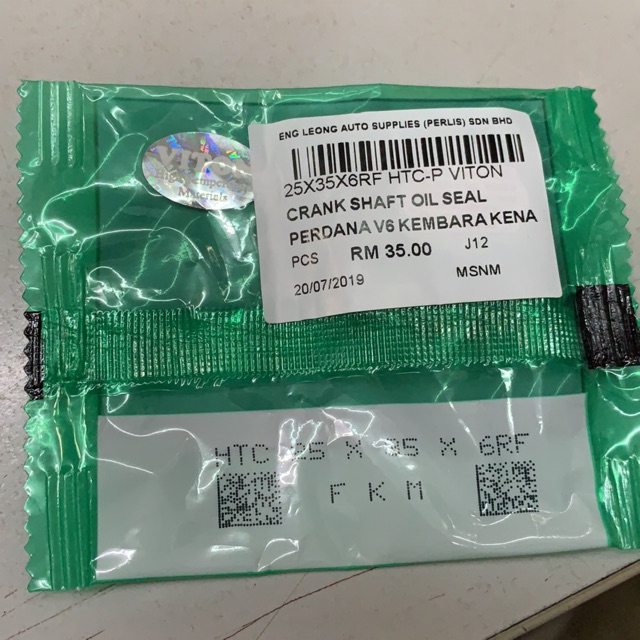 ENG LEONG AUTO SUPPLIES (PERLIS) SDN BHD
25X35X6RF HTC-P VITON
CRANK SHAFT OIL SEAL
PERDANA V6 KEMBARA KENA
PCS RM 35.00 J12
20/07/2019 MSNM
Materials
HTC 25 X 35 X 6RF
F K M